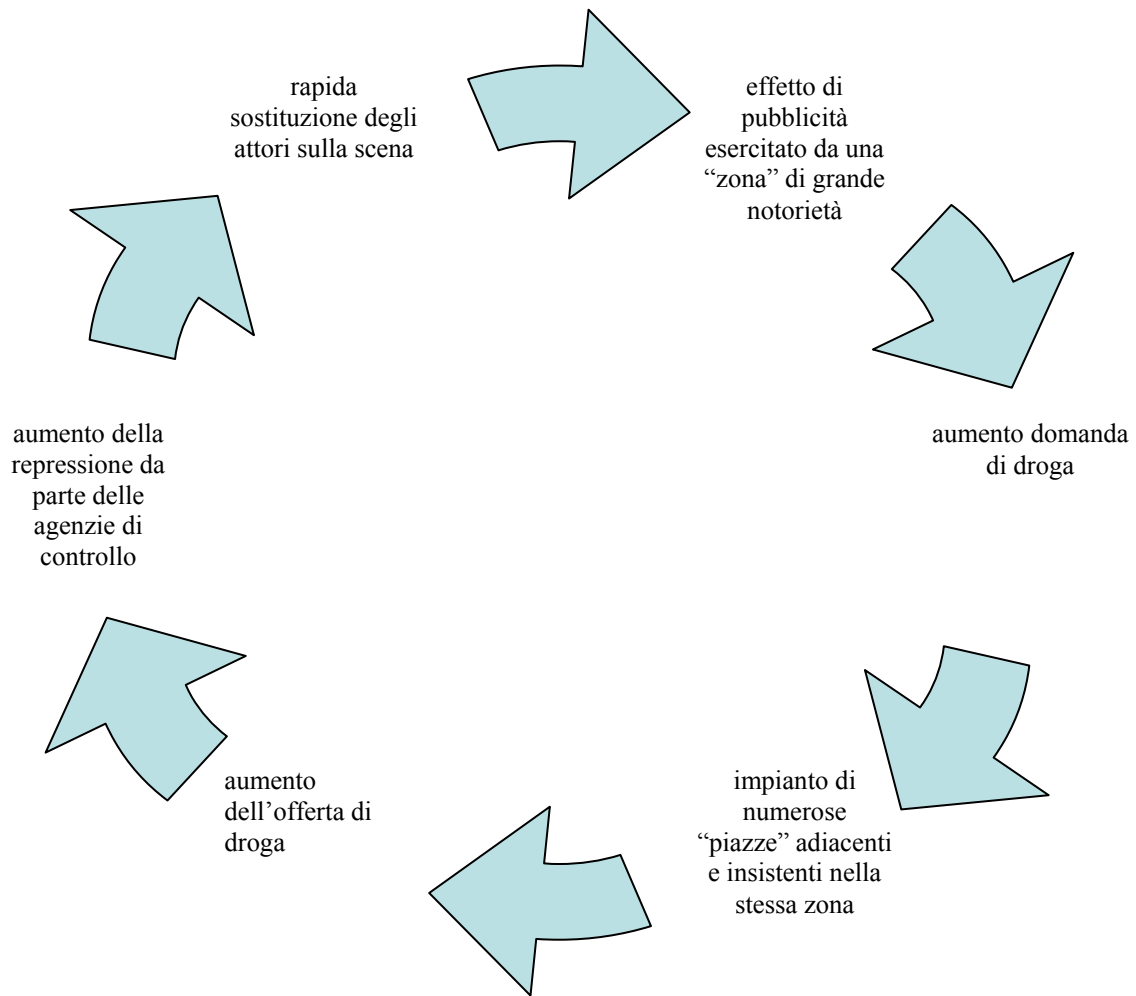 rapida
sostituzione degli
attori sulla scena
effetto di
pubblicità
esercitato da una
“zona” di grande
notorietà
aumento domanda
di droga
impianto di
numerose
“piazze” adiacenti
e insistenti nella
stessa zona
aumento
dell’offerta di
droga
aumento della
repressione da
parte delle
agenzie di
controllo